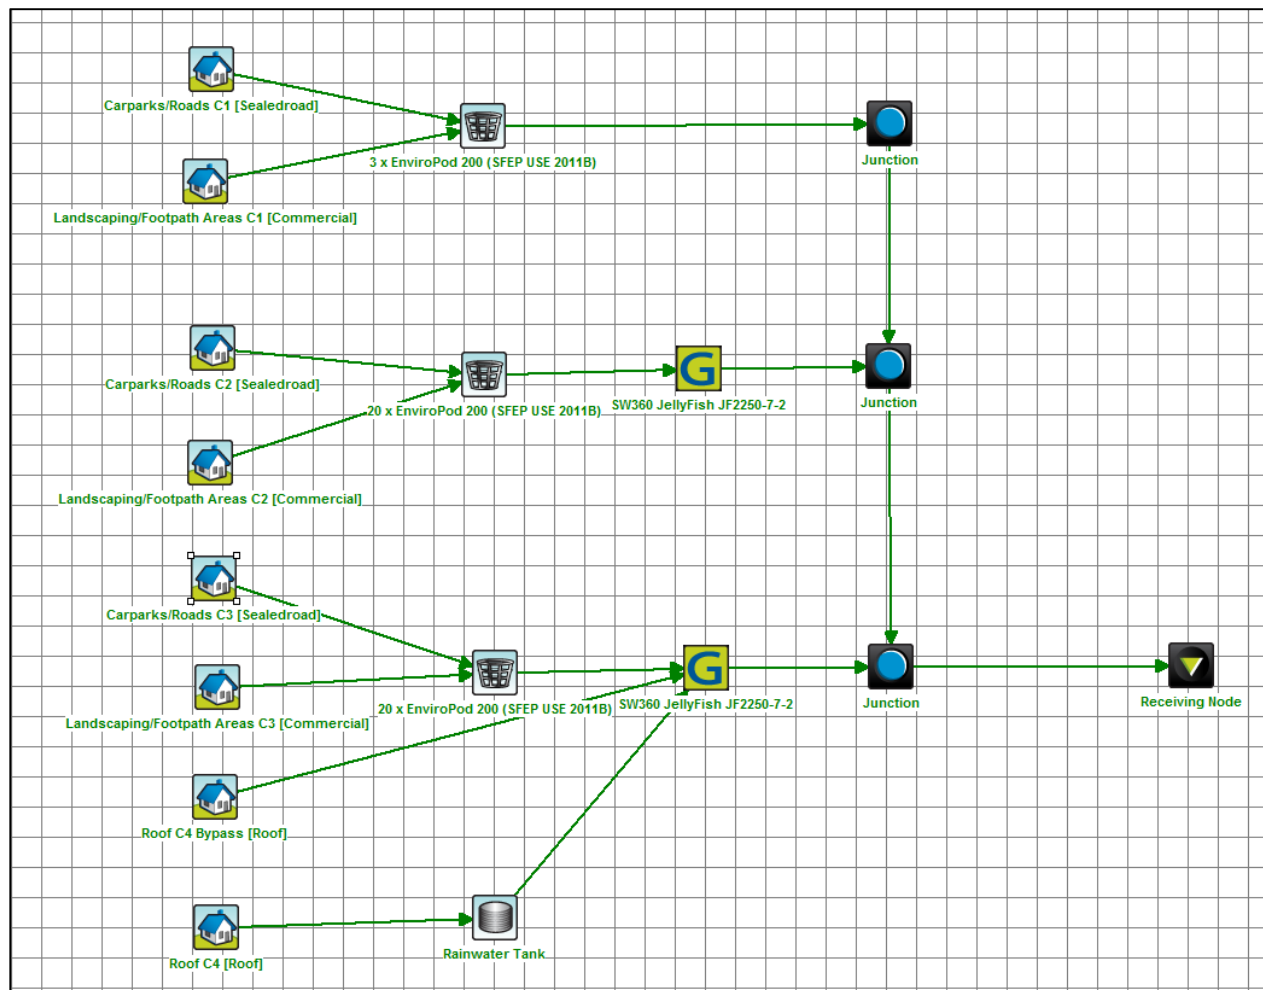 Carparks/Roads C1 [Sealedroad]
3 x EnviroPod 200 (SFEP USE 2011B)
Junction
Landscaping/Footpath Areas C1 [Commercial]
Carparks/Roads C2 [Sealedroad]
20 x EnviroPod 200 (SFEP USE 2011B)
G
SW360 JellyFish JF2250-7-2
Junction
Landscaping/Footpath Areas C2 [Commercial]
Carparks/Roads C3 [Sealedroad]
Landscaping/Footpath Areas C3 [Commercial]
20 x EnviroPod 200 (SFEP USE 2011B)
G
SW360 JellyFish JF2250-7-2
Junction
Receiving Node
Roof C4 Bypass [Roof]
Roof C4 [Roof]
Rainwater Tank